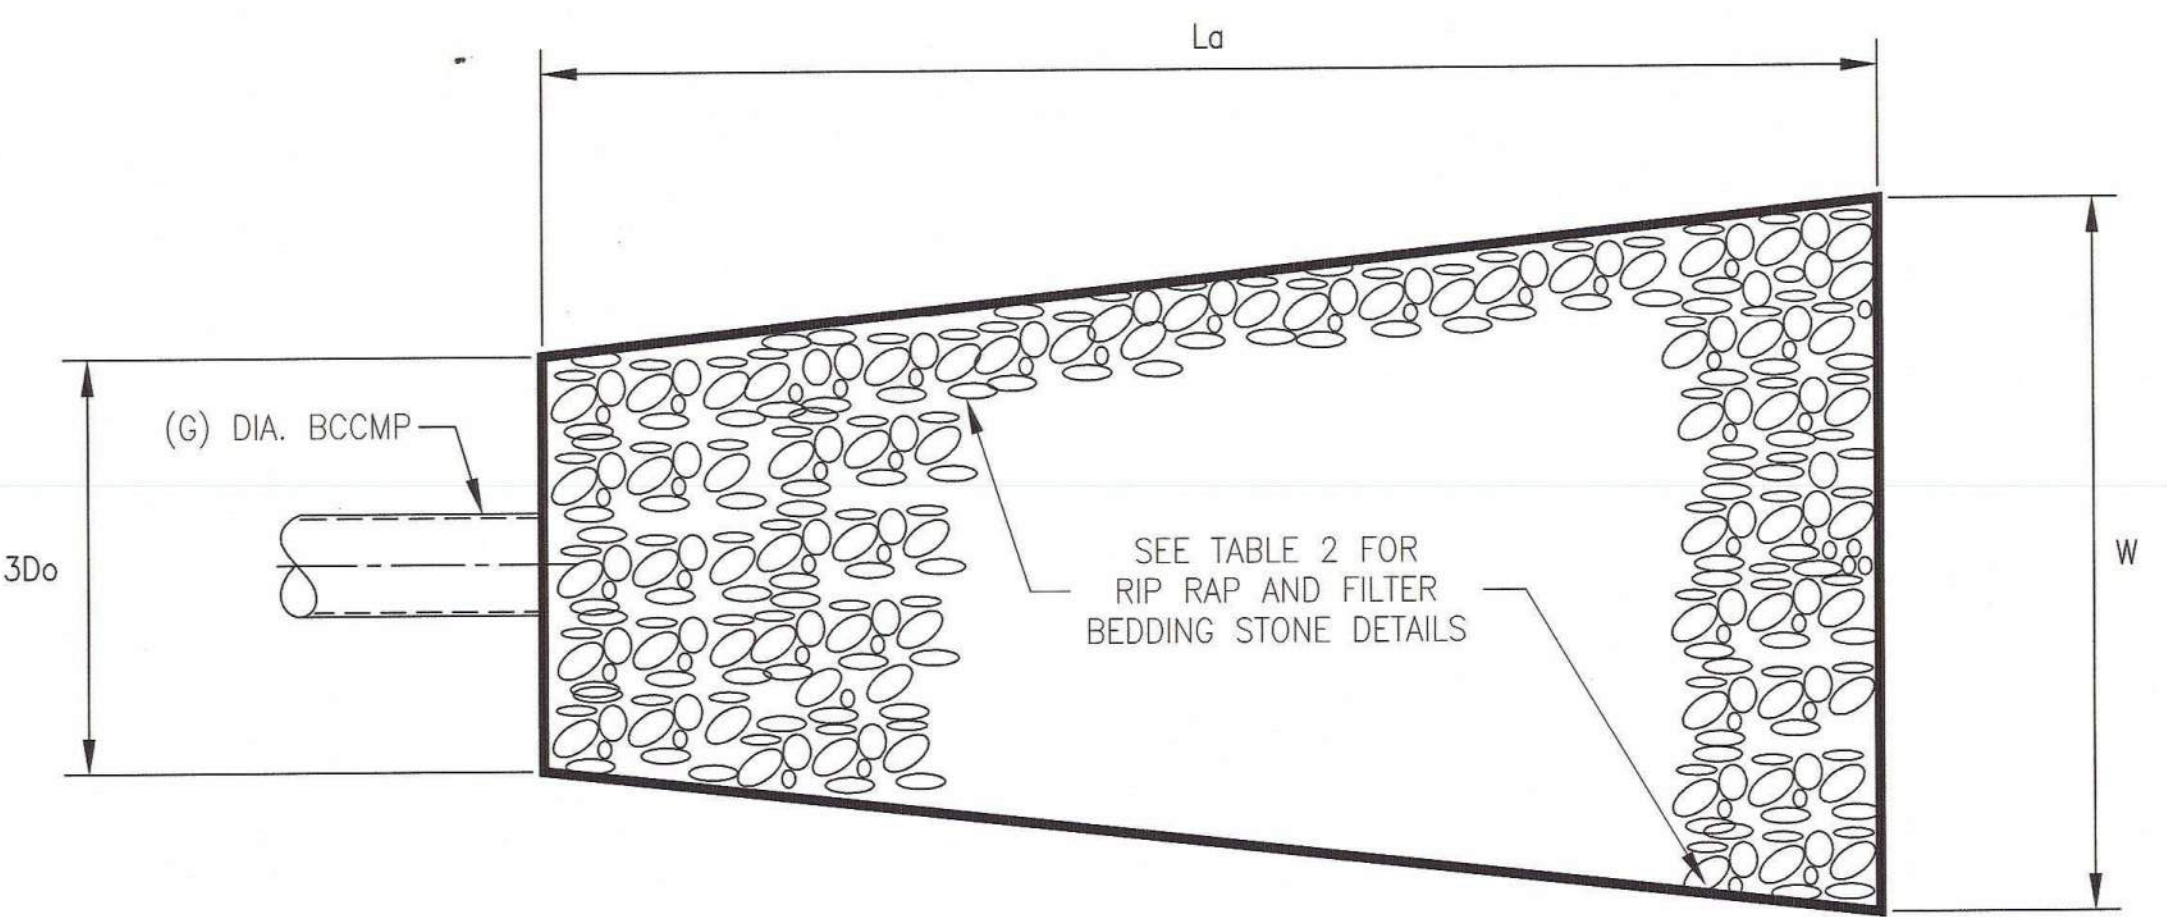 La
(G) DIA. BCCMP
3Do
SEE TABLE 2 FOR
RIP RAP AND FILTER
BEDDING STONE DETAILS
W